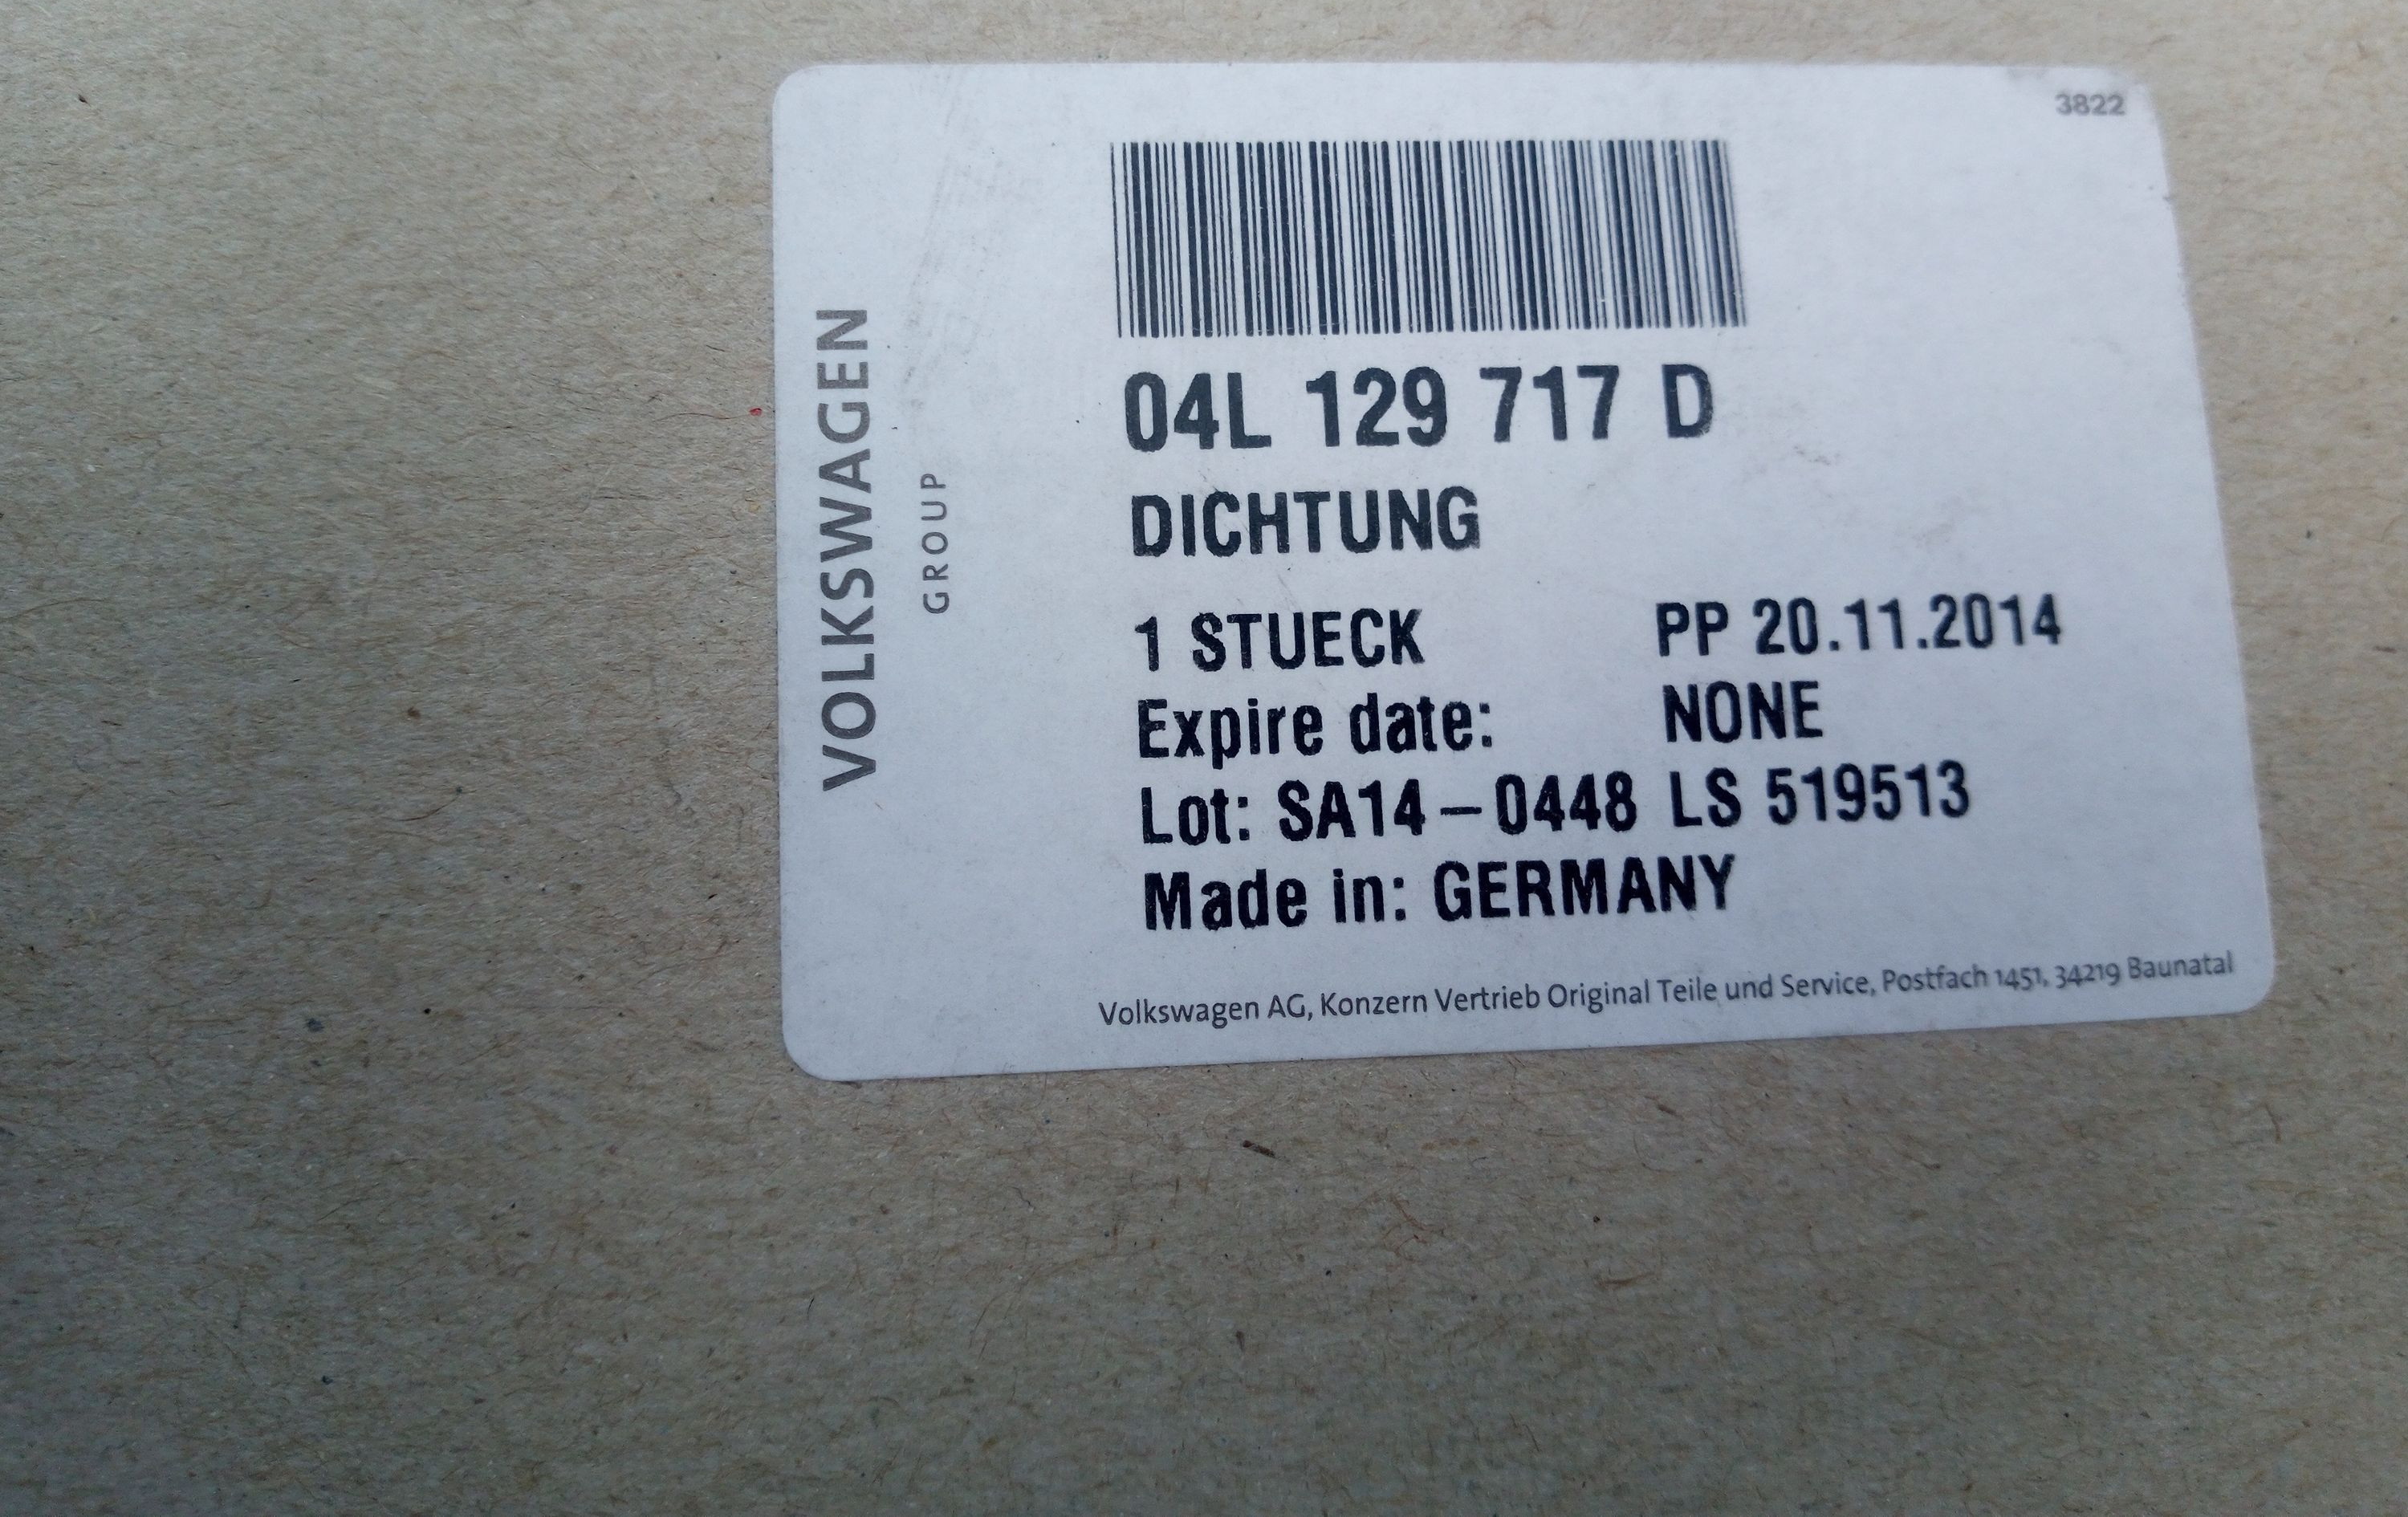 3822
VOLKSWAGEN
GROUP
04L 129 717 D
DICHTUNG
1 STUECK PP 20.11.2014
Expire date: NONE
Lot: SA14-0448 LS 519513
Made in: GERMANY
Volkswagen AG, Konzern Vertrieb Original Teile und Service, Postfach 1451, 34219 Baunatal